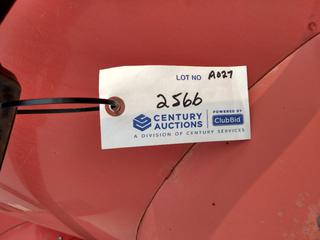 LOT NO A027
2566
CENTURY AUCTIONS
POWERED BY
ClubBid
A DIVISION OF CENTURY SERVICES